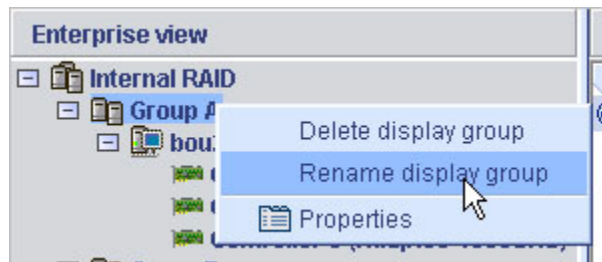 Enterprise view
Internal RAID
Group A
Delete display group
Rename display group
Properties